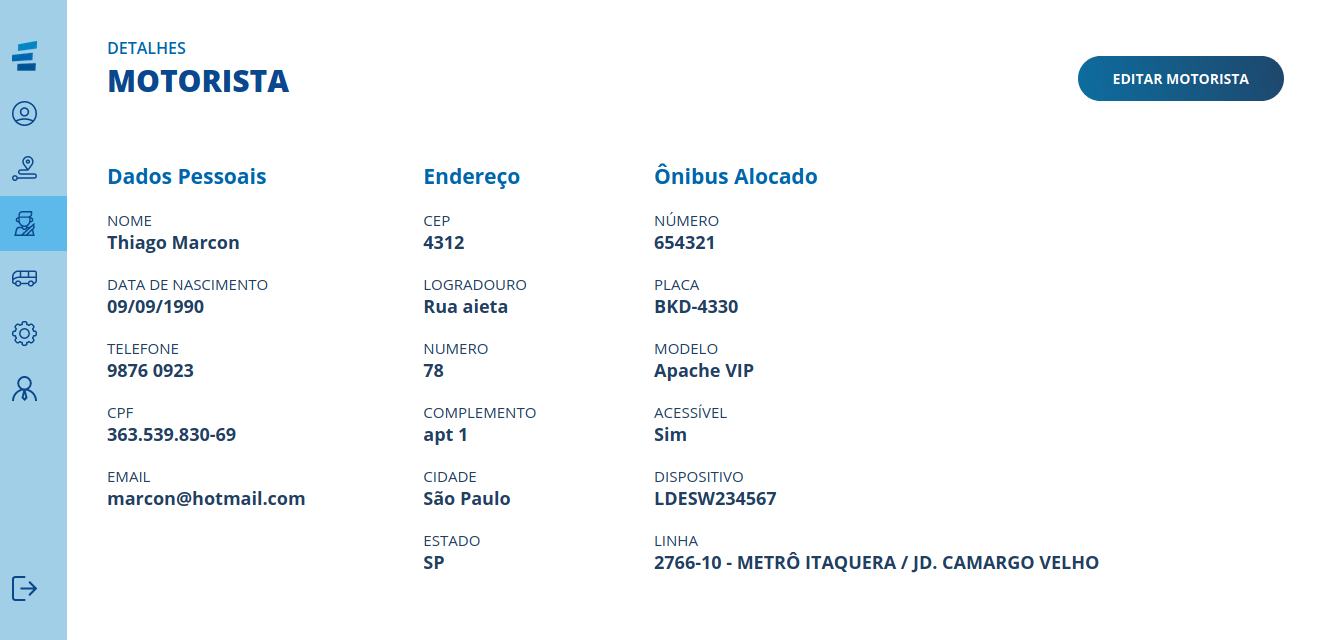 DETALHES
MOTORISTA
EDITAR MOTORISTA
Dados Pessoais
NOME
Thiago Marcon
DATA DE NASCIMENTO
09/09/1990
TELEFONE
9876 0923
CPF
363.539.830-69
EMAIL
marcon@hotmail.com
Endereço
CEP
4312
LOGRADOURO
Rua aieta
NUMERO
78
COMPLEMENTO
apt 1
CIDADE
São Paulo
ESTADO
SP
Ônibus Alocado
NÚMERO
654321
PLACA
BKD-4330
MODELO
Apache VIP
ACESSÍVEL
Sim
DISPOSITIVO
LDESW234567
LINHA
2766-10 - METRÔ ITAQUERA / JD. CAMARGO VELHO